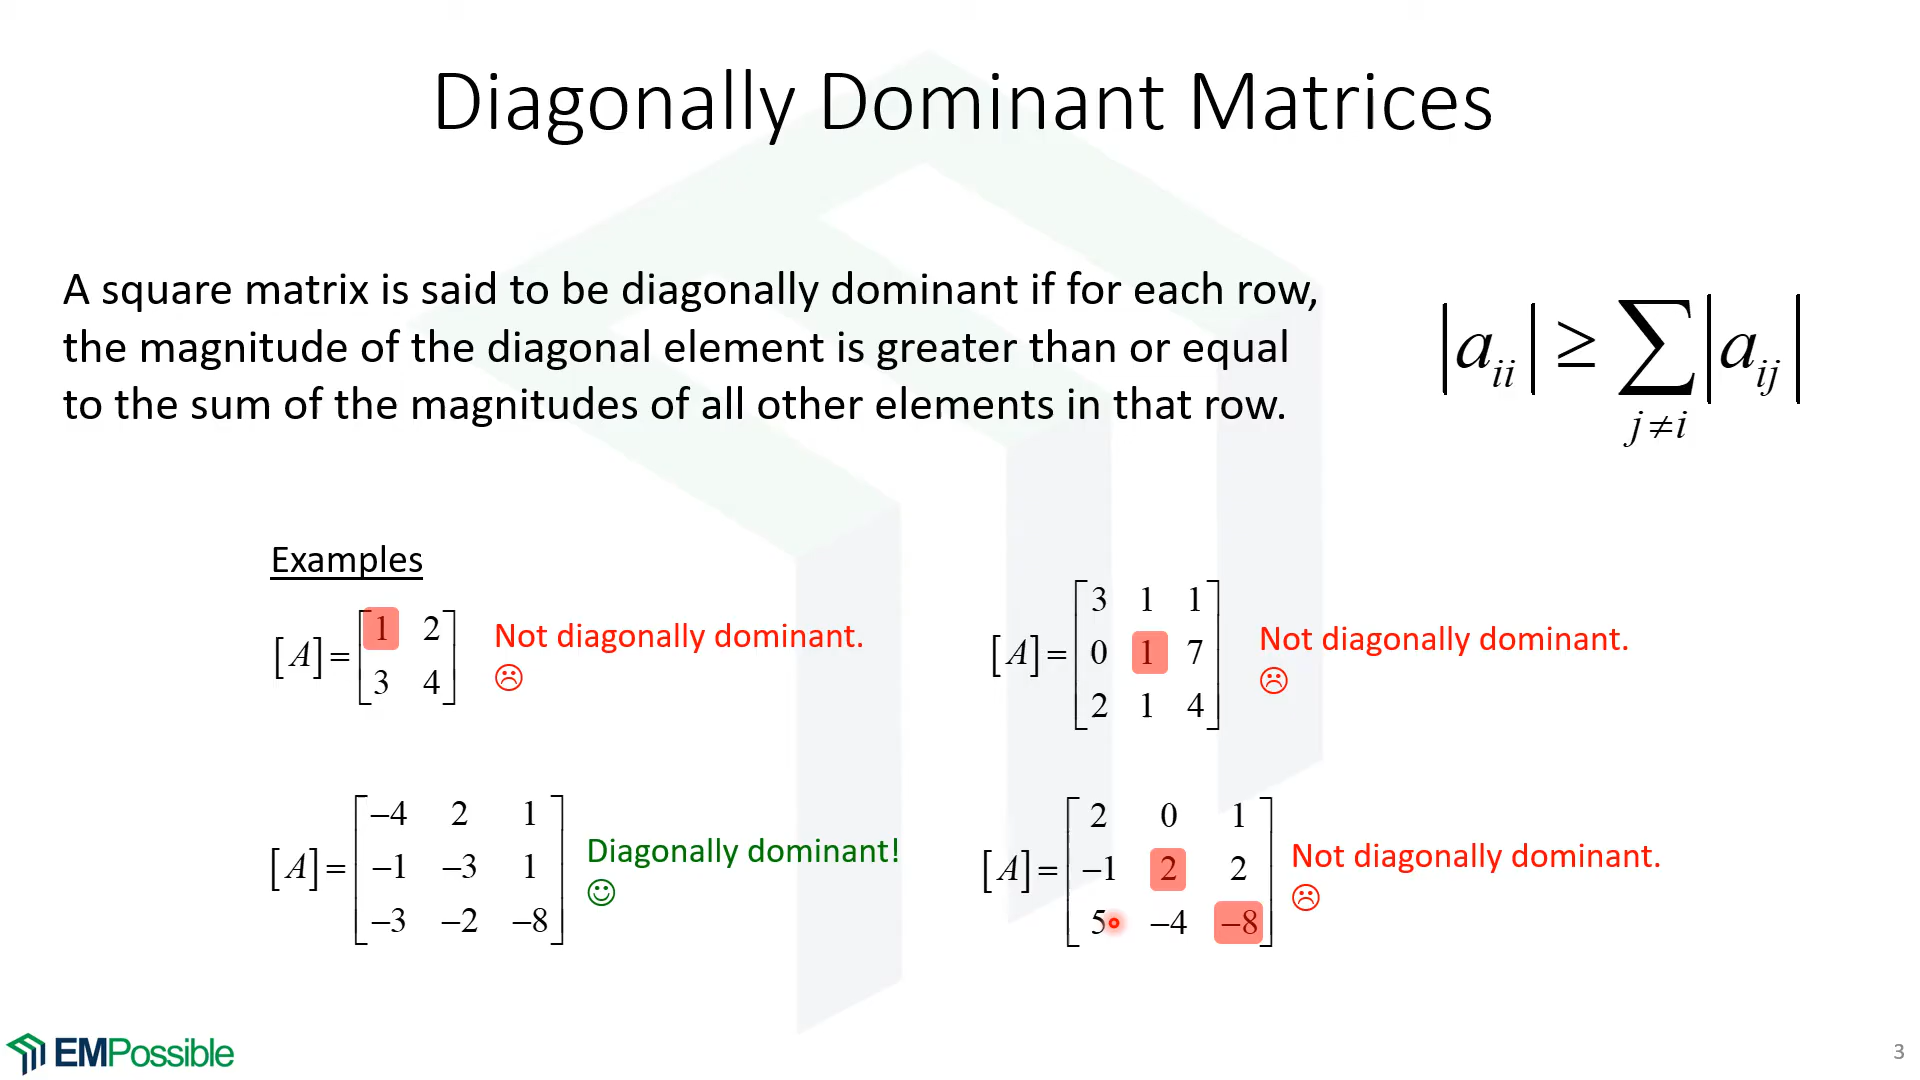 Diagonally Dominant Matrices
A square matrix is said to be diagonally dominant if for each row,
the magnitude of the diagonal element is greater than or equal
to the sum of the magnitudes of all other elements in that row.
|a_ii| ≥ ∑_{j≠i} |a_ij|
Examples
[A] = [1 2; 3 4]
Not diagonally dominant.
☹
[A] = [3 1 1; 0 1 7; 2 1 4]
Not diagonally dominant.
☹
[A] = [−4 2 1; −1 −3 1; −3 −2 −8]
Diagonally dominant!
☺
[A] = [2 0 1; −1 2 2; 5 −4 −8]
Not diagonally dominant.
☹
EMPossible
3